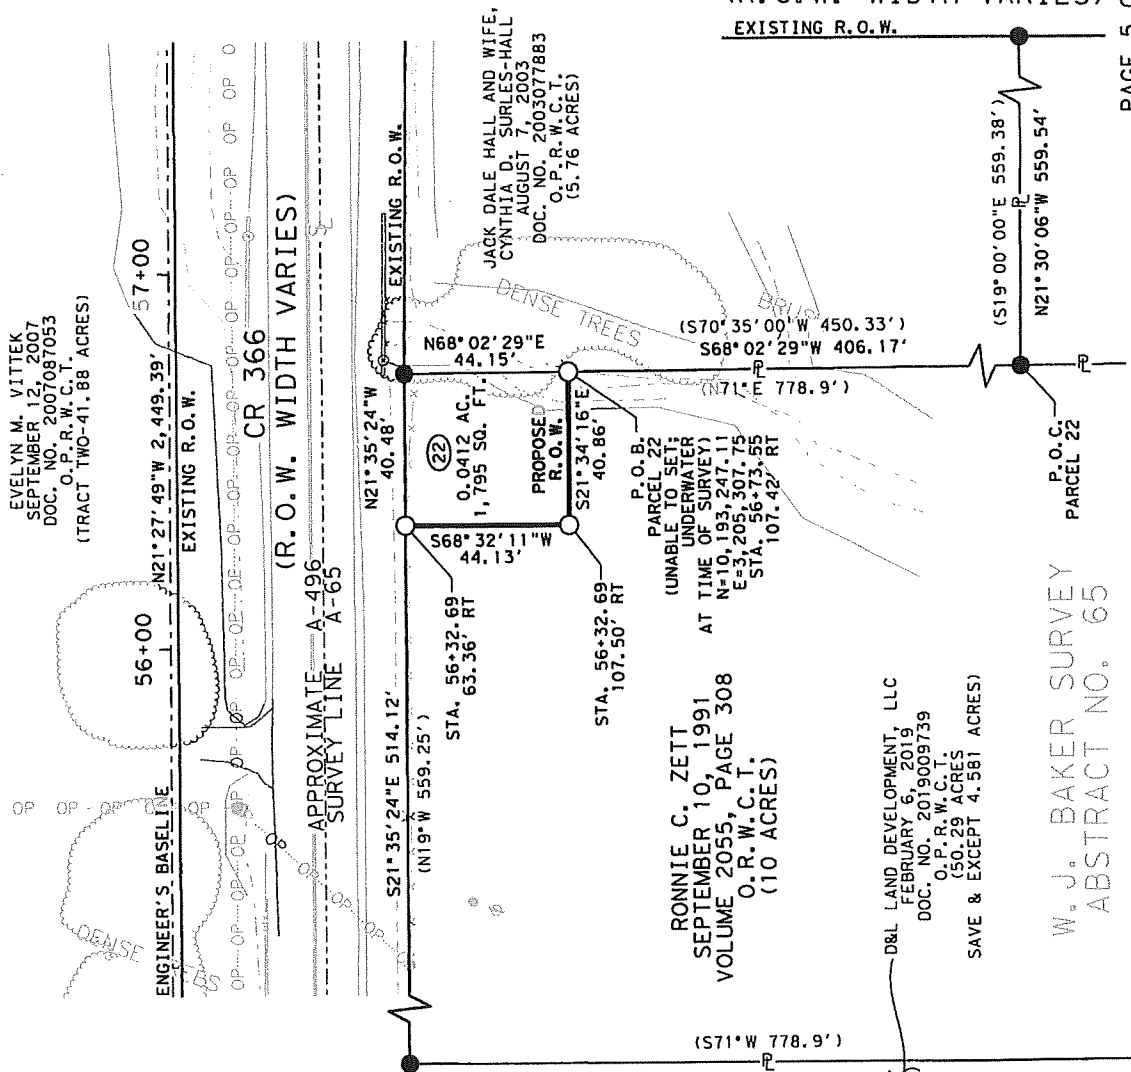 EXISTING R.O.W.
EVELYN M. VITTEK
SEPTEMBER 12, 2007
DOC. NO. 2007087053
O.P.R.W.C.T.
(TRACT TWO-41.88 ACRES)
57+00
N21°27'49"W 2,449.39'
EXISTING R.O.W.
CR 366
(R.O.W. WIDTH VARIES)
56+00
ENGINEER'S BASELINE
APPROXIMATE A-496
SURVEY LINE A-65
OP OP OP OP OP
DENSE
JACK DALE HALL AND WIFE,
CYNTHIA D. SURLES-HALL
AUGUST 7, 2003
DOC. NO. 2003077883
O.P.R.W.C.T.
(5.76 ACRES)
EXISTING R.O.W.
DENSE TREES
N21°35'24"W
40.48'
N68°02'29"E
44.15'
22
0.0412 AC.
1,795 SQ. FT.
PROPOSED
R.O.W.
S21°34'16"E
40.86'
S68°32'11"W
44.13'
(S70°35'00"W 450.33')
S68°02'29"W 406.17'
(N71°E 778.9')
(S19°00'00"E 559.38')
N21°30'06"W 559.54'
P.O.B.
PARCEL 22
(UNABLE TO SET;
UNDERWATER
AT TIME OF SURVEY)
N=10,193,247.11
E=3,205,307.75
STA. 56+73.55
107.42' RT
P.O.C.
PARCEL 22
STA. 56+32.69
63.36' RT
STA. 56+32.69
107.50' RT
S21°35'24"E 514.12'
(N19°W 559.25')
RONNIE C. ZETT
SEPTEMBER 10, 1991
VOLUME 2055, PAGE 308
O.R.W.C.T.
(10 ACRES)
D&L LAND DEVELOPMENT, LLC
FEBRUARY 6, 2019
DOC. NO. 2019009739
O.P.R.W.C.T.
(50.29 ACRES
SAVE & EXCEPT 4.581 ACRES)
W. J. BAKER SURVEY
ABSTRACT NO. 65
(S71°W 778.9')
PAGE 5